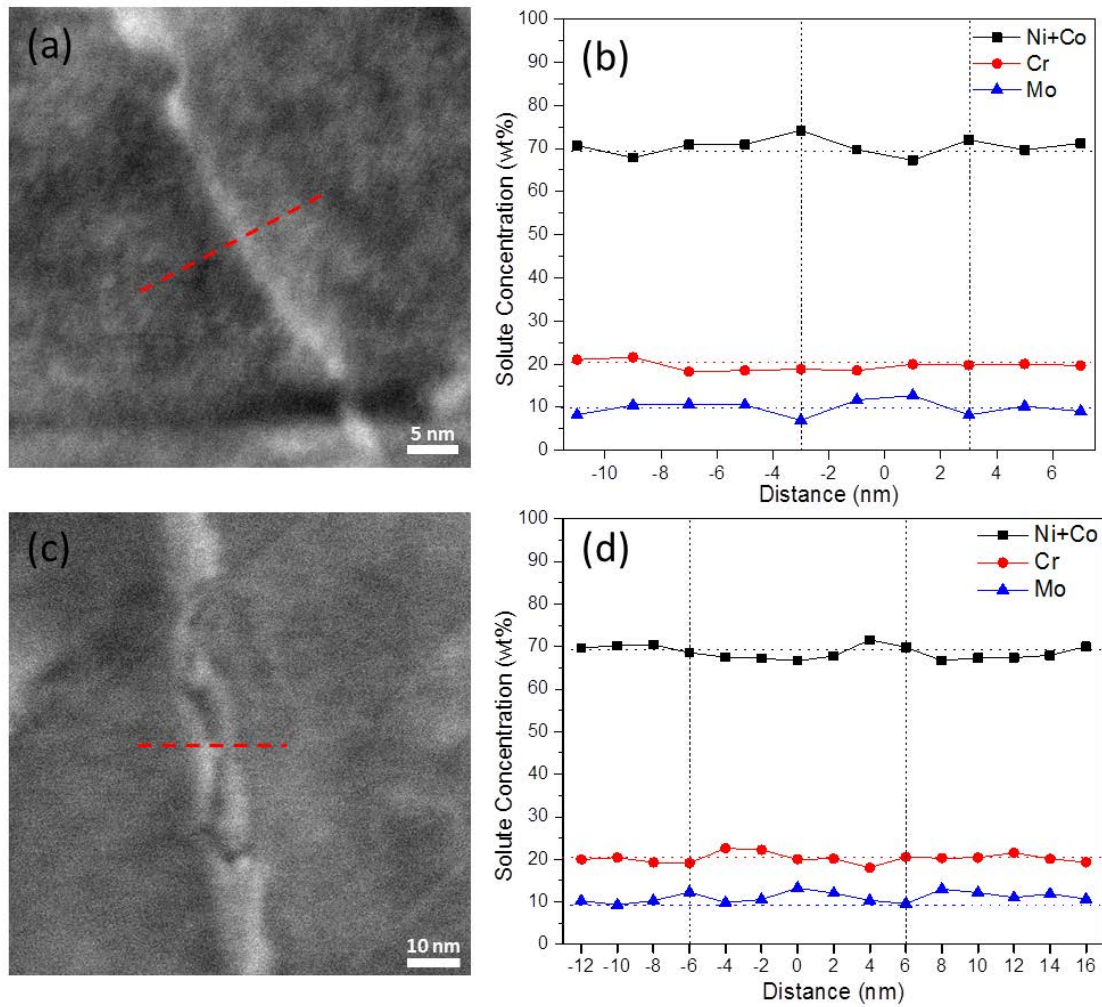 (a)
5 nm
(b)
Ni+Co
Cr
Mo
Solute Concentration (wt%)
100
90
80
70
60
50
40
30
20
10
0
-10 -8 -6 -4 -2 0 2 4 6
Distance (nm)
(c)
10 nm
(d)
Ni+Co
Cr
Mo
Solute Concentration (wt%)
100
90
80
70
60
50
40
30
20
10
0
-12 -10 -8 -6 -4 -2 0 2 4 6 8 10 12 14 16
Distance (nm)